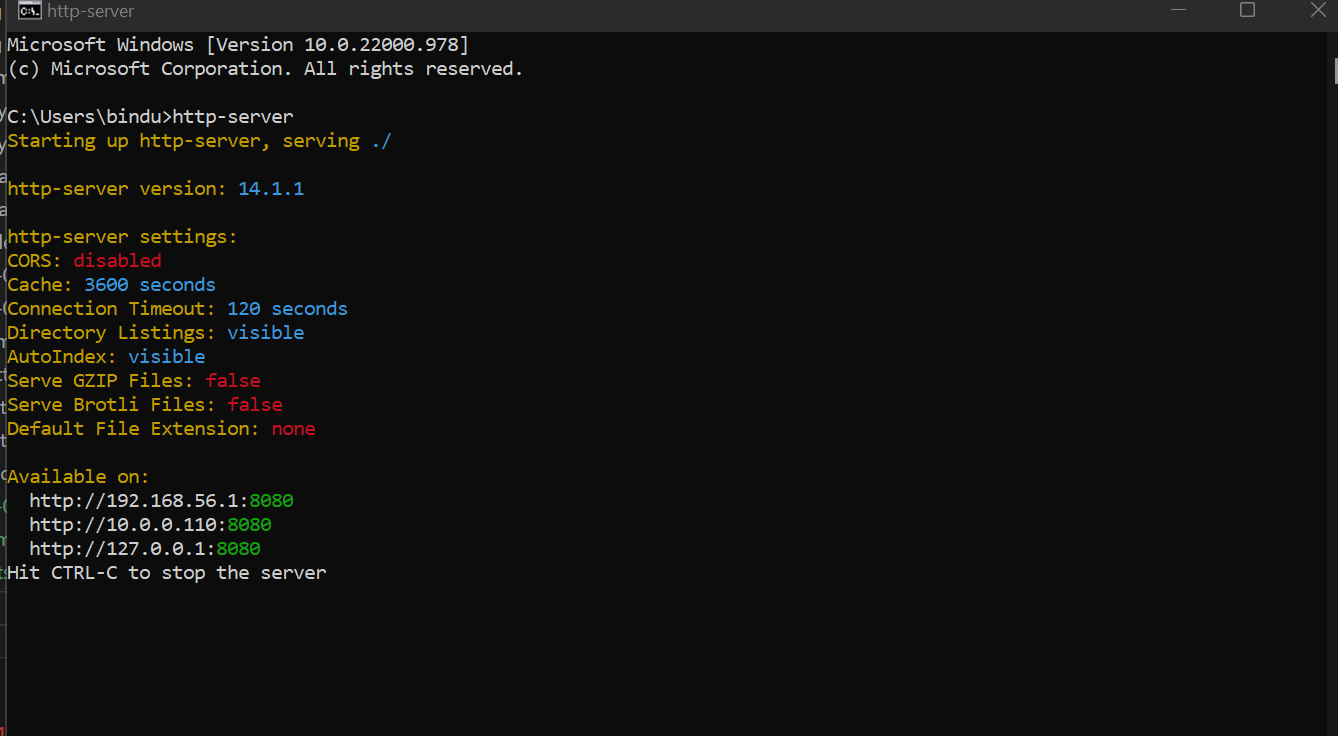 http-server
Microsoft Windows [Version 10.0.22000.978]
(c) Microsoft Corporation. All rights reserved.
C:\Users\bindu>http-server
Starting up http-server, serving ./
http-server version: 14.1.1
http-server settings:
CORS: disabled
Cache: 3600 seconds
Connection Timeout: 120 seconds
Directory Listings: visible
AutoIndex: visible
Serve GZIP Files: false
Serve Brotli Files: false
Default File Extension: none
Available on:
  http://192.168.56.1:8080
  http://10.0.0.110:8080
  http://127.0.0.1:8080
Hit CTRL-C to stop the server